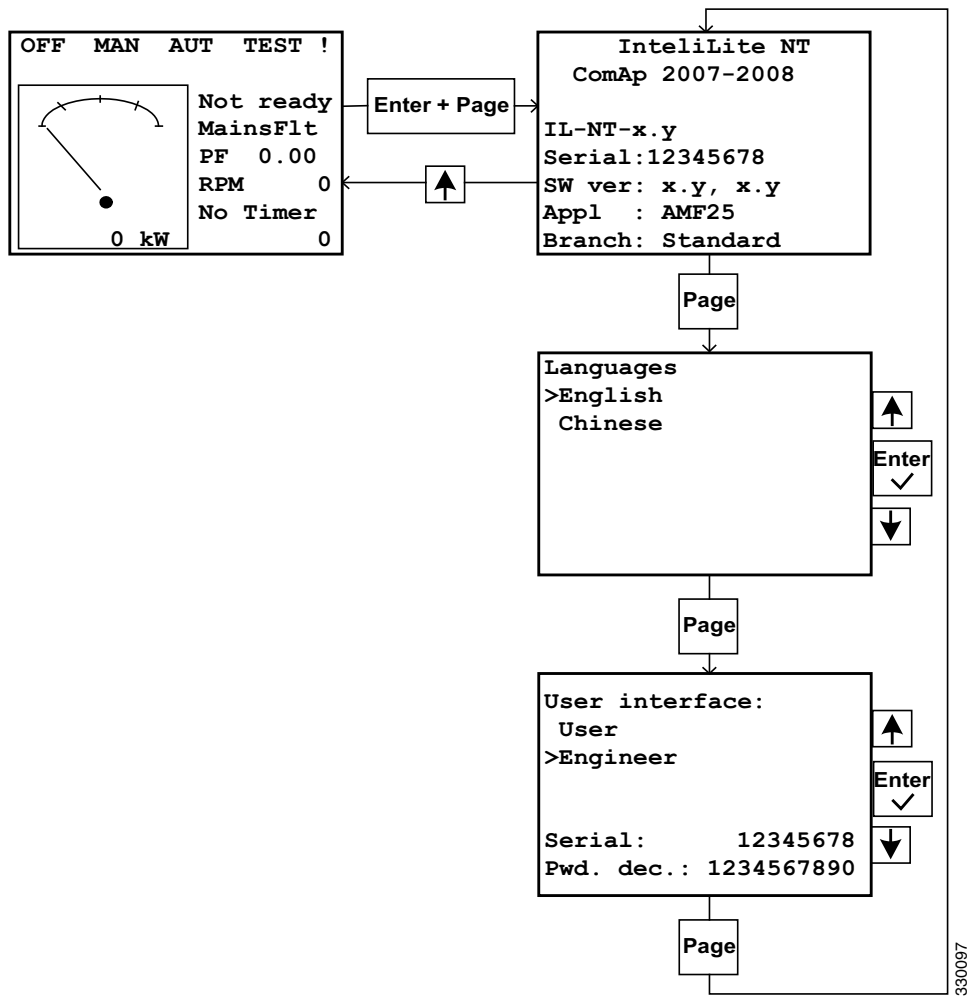 OFF MAN AUT TEST !
Not ready
MainsFlt
PF 0.00
RPM 0
No Timer
0 kW 0
Enter + Page
InteliLite NT
ComAp 2007-2008
IL-NT-x.y
Serial:12345678
SW ver: x.y, x.y
Appl : AMF25
Branch: Standard
Page
Languages
>English
Chinese
Enter
Page
User interface:
User
>Engineer
Serial: 12345678
Pwd. dec.: 1234567890
Enter
Page
330097